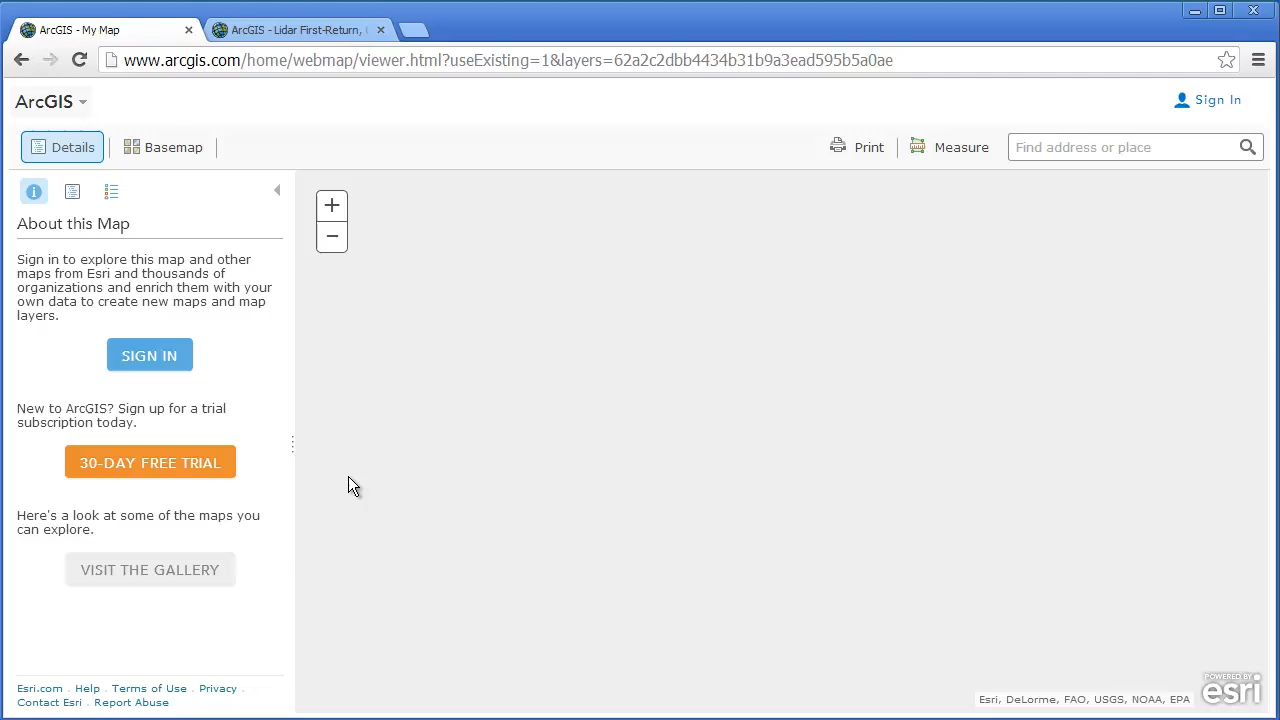 ArcGIS - My Map
ArcGIS - Lidar First-Return,
www.arcgis.com/home/webmap/viewer.html?useExisting=1&layers=62a2c2dbb4434b31b9a3ead595b5a0ae
ArcGIS
Sign In
Details
Basemap
Print
Measure
Find address or place
About this Map
Sign in to explore this map and other
maps from Esri and thousands of
organizations and enrich them with your
own data to create new maps and map
layers.
SIGN IN
New to ArcGIS? Sign up for a trial
subscription today.
30-DAY FREE TRIAL
Here's a look at some of the maps you
can explore.
VISIT THE GALLERY
Esri.com . Help . Terms of Use . Privacy .
Contact Esri . Report Abuse
Esri, DeLorme, FAO, USGS, NOAA, EPA
POWERED BY
esri